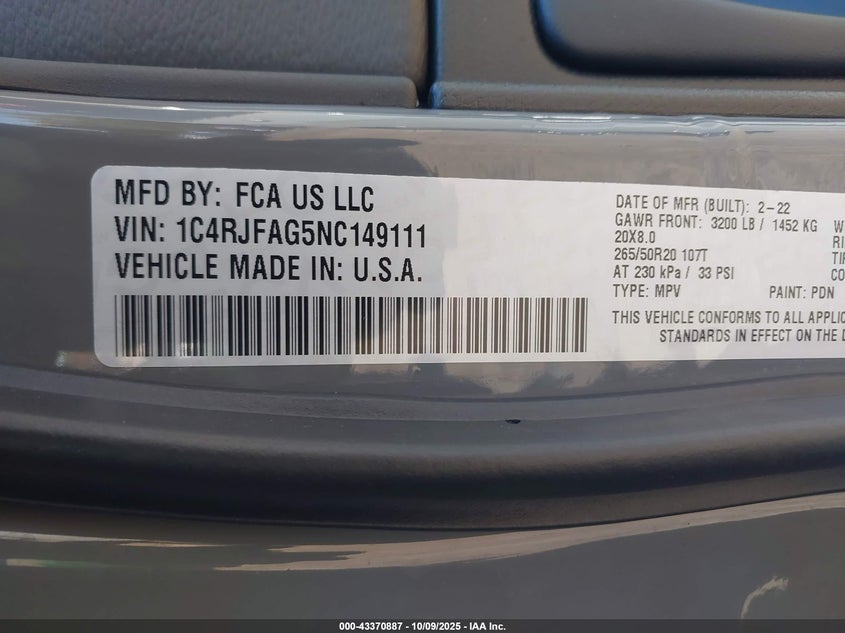 MFD BY: FCA US LLC
VIN: 1C4RJFAG5NC149111
VEHICLE MADE IN: U.S.A.
DATE OF MFR (BUILT): 2-22
GAWR FRONT: 3200 LB / 1452 KG
20X8.0
265/50R20 107T
AT 230 kPa / 33 PSI
TYPE: MPV PAINT: PDN
THIS VEHICLE CONFORMS TO ALL
STANDARDS IN EFFECT ON THE
000-43370887 - 10/09/2025 - IAA Inc.